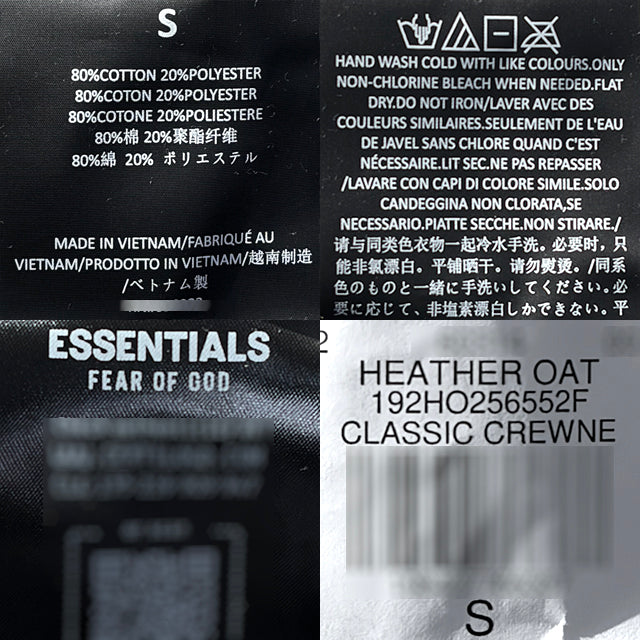 S
80%COTTON 20%POLYESTER
80%COTON 20%POLYESTER
80%COTONE 20%POLIESTERE
80%棉 20%聚酯纤维
80%綿 20% ポリエステル
MADE IN VIETNAM/FABRIQUÉ AU
VIETNAM/PRODOTTO IN VIETNAM/越南制造
/ベトナム製
HAND WASH COLD WITH LIKE COLOURS.ONLY
NON-CHLORINE BLEACH WHEN NEEDED.FLAT
DRY.DO NOT IRON/LAVER AVEC DES
COULEURS SIMILAIRES.SEULEMENT DE L'EAU
DE JAVEL SANS CHLORE QUAND C'EST
NÉCESSAIRE.LIT SEC.NE PAS REPASSER
/LAVARE CON CAPI DI COLORE SIMILE.SOLO
CANDEGGINA NON CLORATA,SE
NECESSARIO.PIATTE SECCHE.NON STIRARE./
请与同类色衣物一起冷水手洗。必要时，只
能非氯漂白。平铺晒干。请勿熨烫。/同系
色のものと一緒に手洗いしてください。必
要に応じて、非塩素漂白しかできない。平
ESSENTIALS
FEAR OF GOD
2
HEATHER OAT
192HO256552F
CLASSIC CREWNE
S